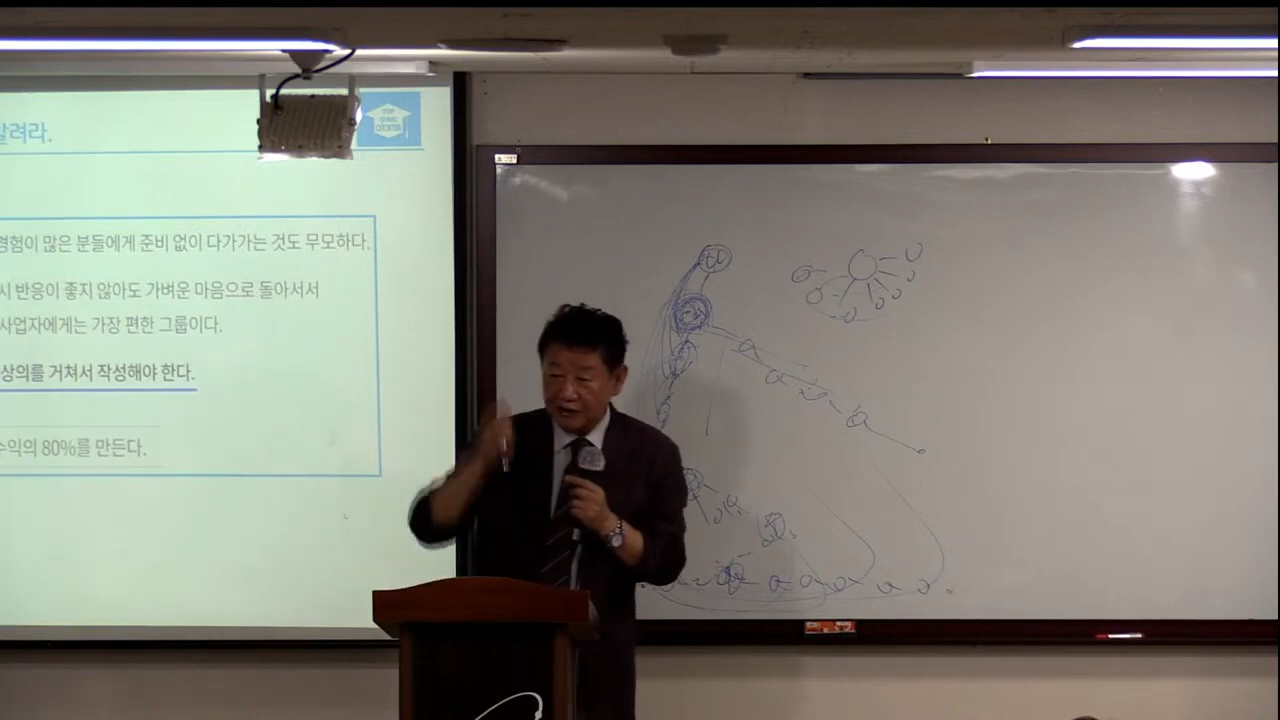 알려라.
경험이 많은 분들에게 준비 없이 다가가는 것도 무모하다.
시 반응이 좋지 않아도 가벼운 마음으로 돌아서서
사업자에게는 가장 편한 그룹이다.
상의를 거쳐서 작성해야 한다.
수익의 80%를 만든다.